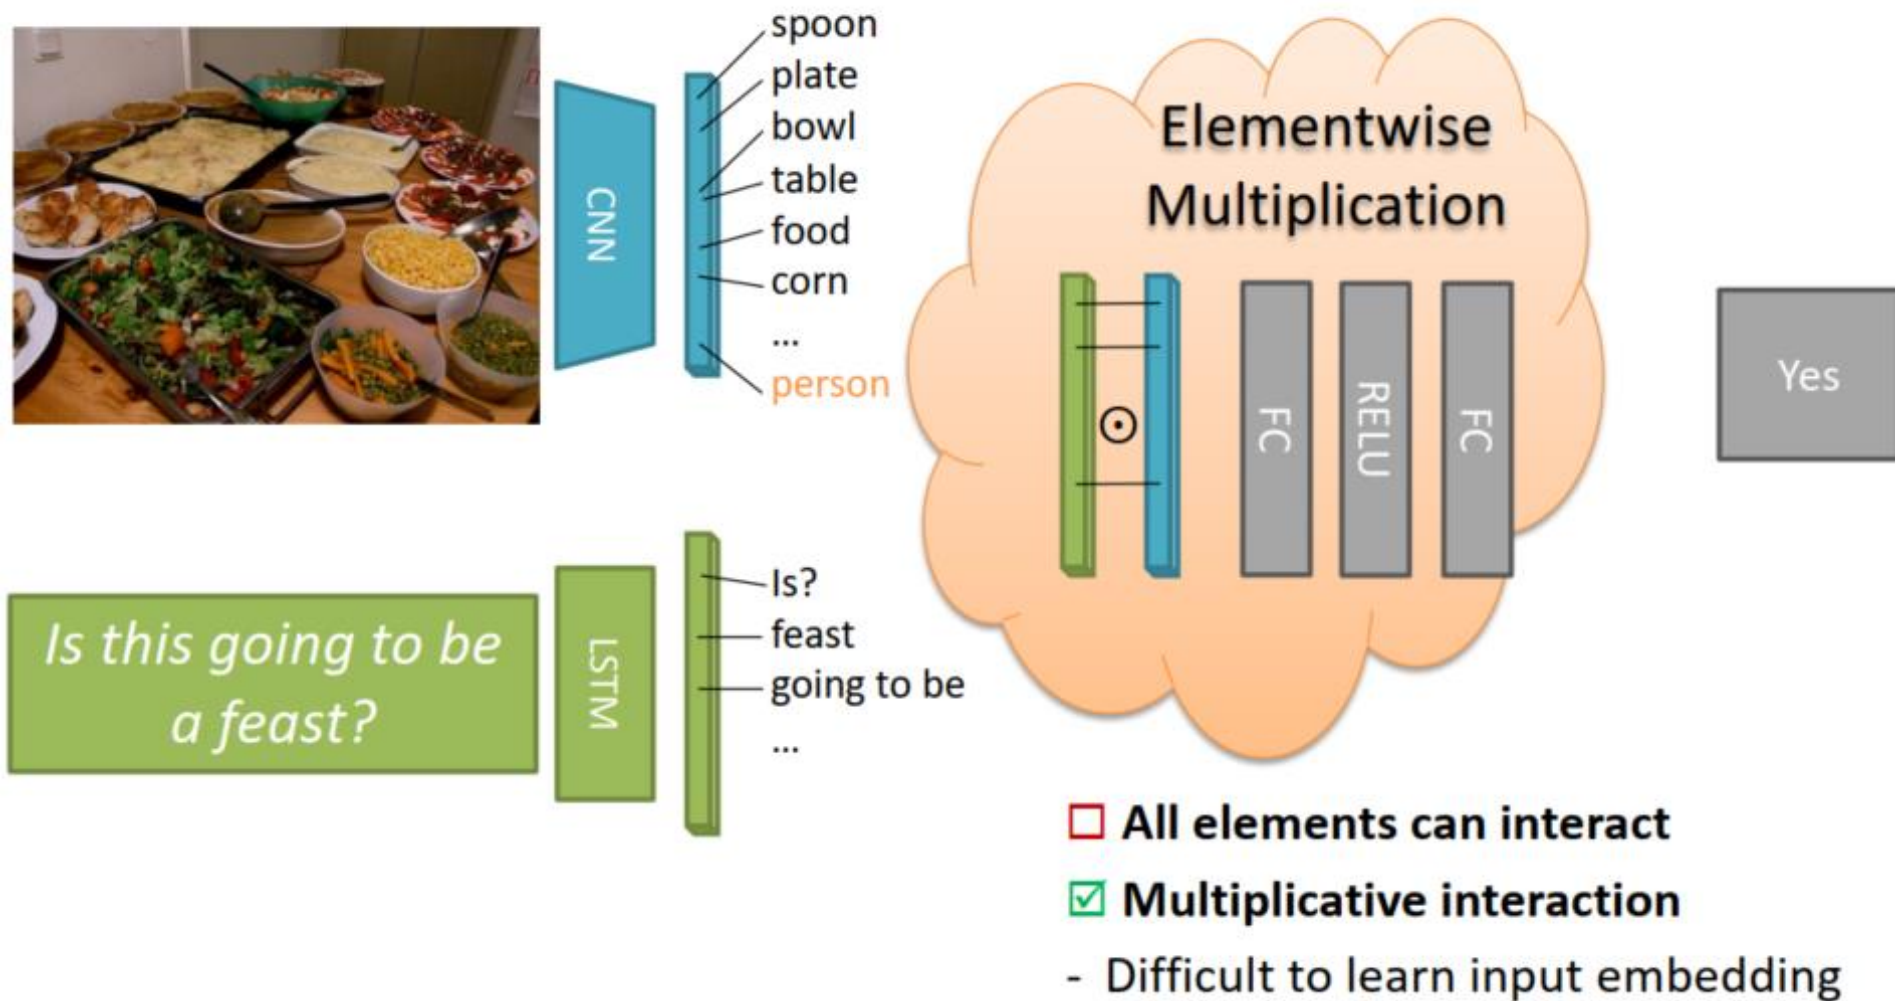 spoon
plate
bowl
table
food
corn
...
person
CNN
Is this going to be
a feast?
LSTM
Is?
feast
going to be
...
Elementwise
Multiplication
FC
RELU
FC
Yes
All elements can interact
Multiplicative interaction
- Difficult to learn input embedding